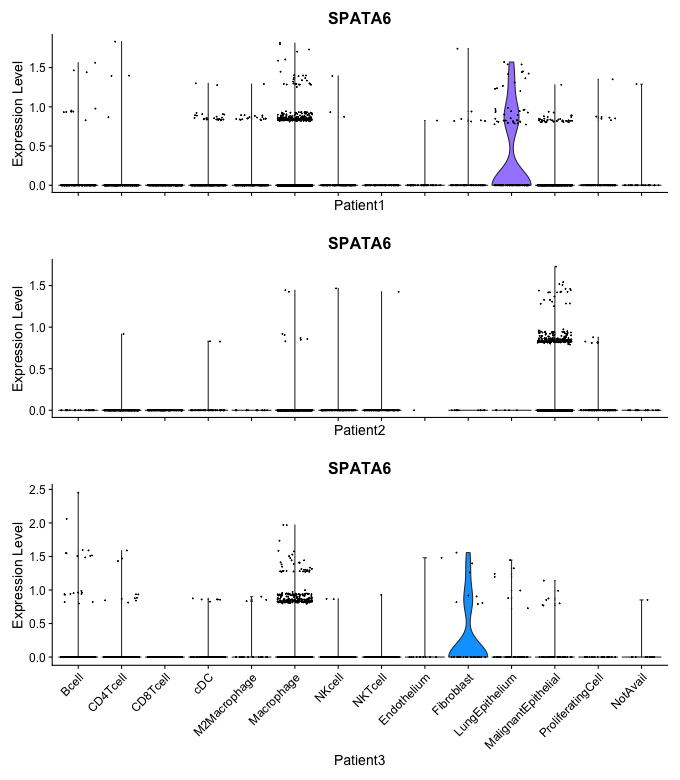 SPATA6
Expression Level
1.5
1.0
0.5
0.0
Patient1
SPATA6
Expression Level
1.5
1.0
0.5
0.0
Patient2
SPATA6
Expression Level
2.5
2.0
1.5
1.0
0.5
0.0
Bcell
CD4Tcell
CD8Tcell
cDC
M2Macrophage
Macrophage
NKcell
NKTcell
Endothelium
Fibroblast
LungEpithelium
MalignantEpithelial
ProliferatingCell
NotAvail
Patient3